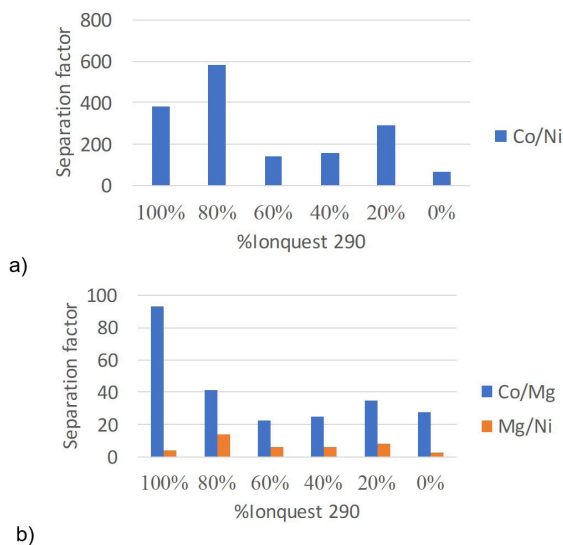 800
600
400
200
0
Separation factor
100% 80% 60% 40% 20% 0%
%Ionquest 290
Co/Ni
a)
100
80
60
40
20
0
Separation factor
100% 80% 60% 40% 20% 0%
%Ionquest 290
Co/Mg
Mg/Ni
b)